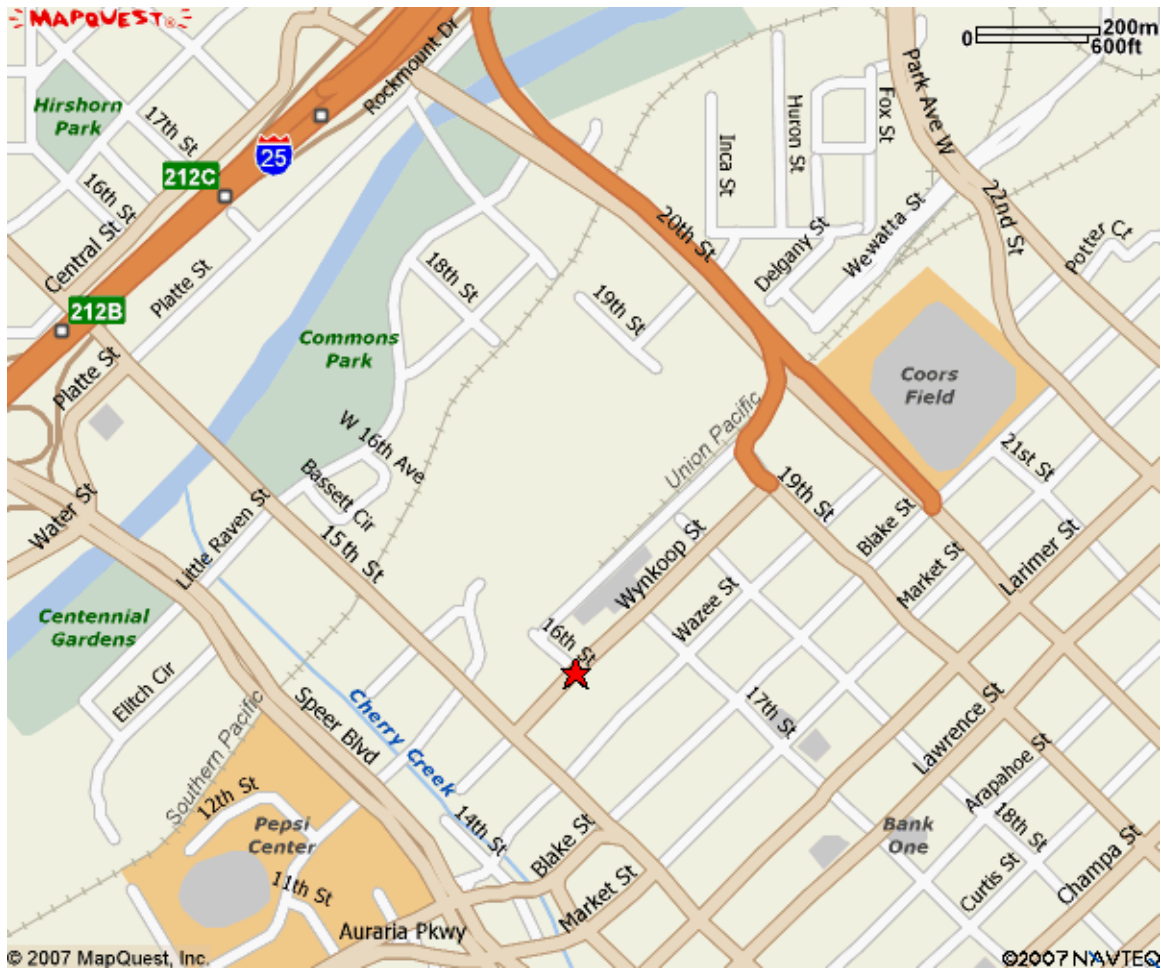 MAPQUEST
0
200m
600ft
Rockmount Dr
Park Ave W
Hirshorn
Park
17th St
25
212C
Inca St
Huron St
Fox St
16th St
Central St
Platte St
20th St
22nd St
Delgany St
Wewatta St
Potter Ct
18th St
19th St
212B
Commons
Park
Platte St
Coors
Field
W 16th Ave
Union Pacific
Bassett Cir
19th St
21st St
Water St
Little Raven St
15th St
Blake St
Wynkoop St
Market St
Larimer St
Centennial
Gardens
16th St
Wazee St
Elitch Cir
Cherry Creek
Speer Blvd
17th St
Lawrence St
Southern Pacific
12th St
Arapahoe St
Pepsi
Center
14th St
Blake St
Bank
One
18th St
11th St
Market St
Curtis St
Champa St
Auraria Pkwy
© 2007 MapQuest, Inc.
©2007 NAVTEQ